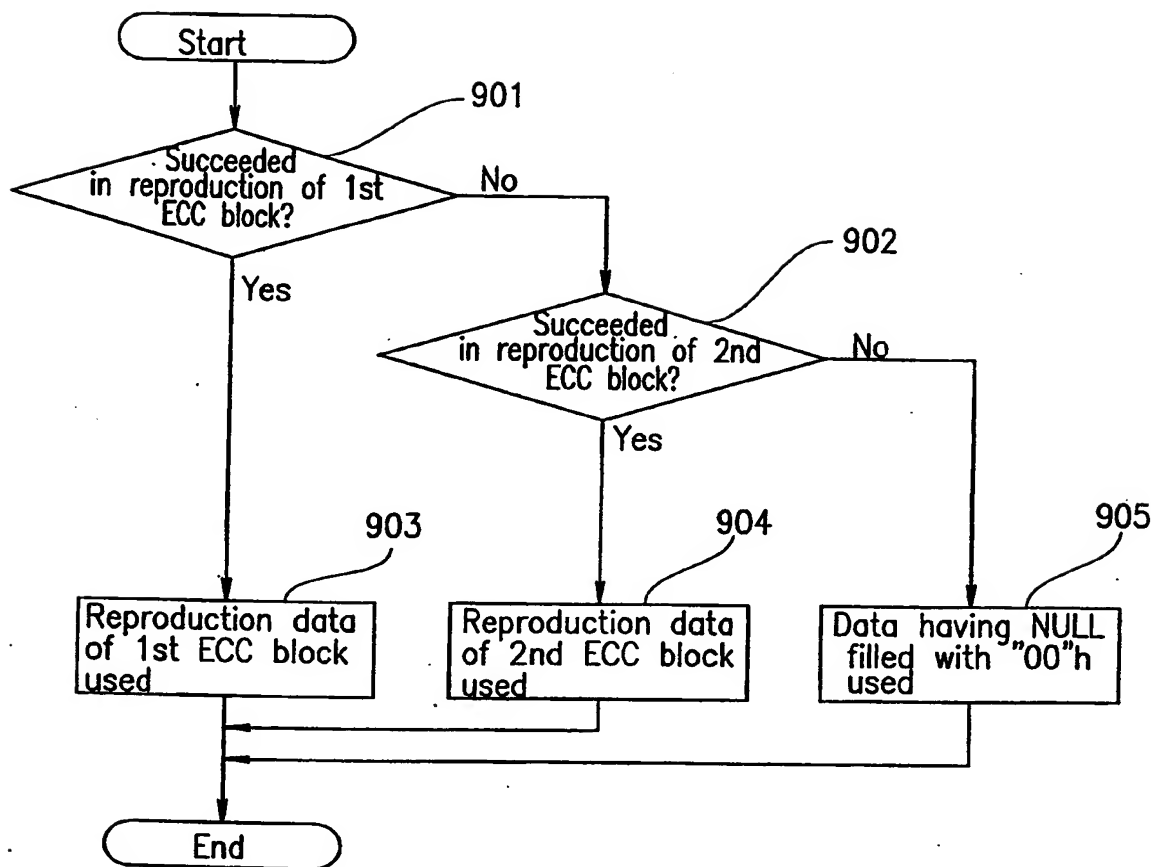 Start
901
Succeeded
in reproduction of 1st
ECC block?
No
902
Yes
Succeeded
in reproduction of 2nd
ECC block?
No
Yes
903
904
905
Reproduction data
of 1st ECC block
used
Reproduction data
of 2nd ECC block
used
Data having NULL
filled with "00"h
used
End